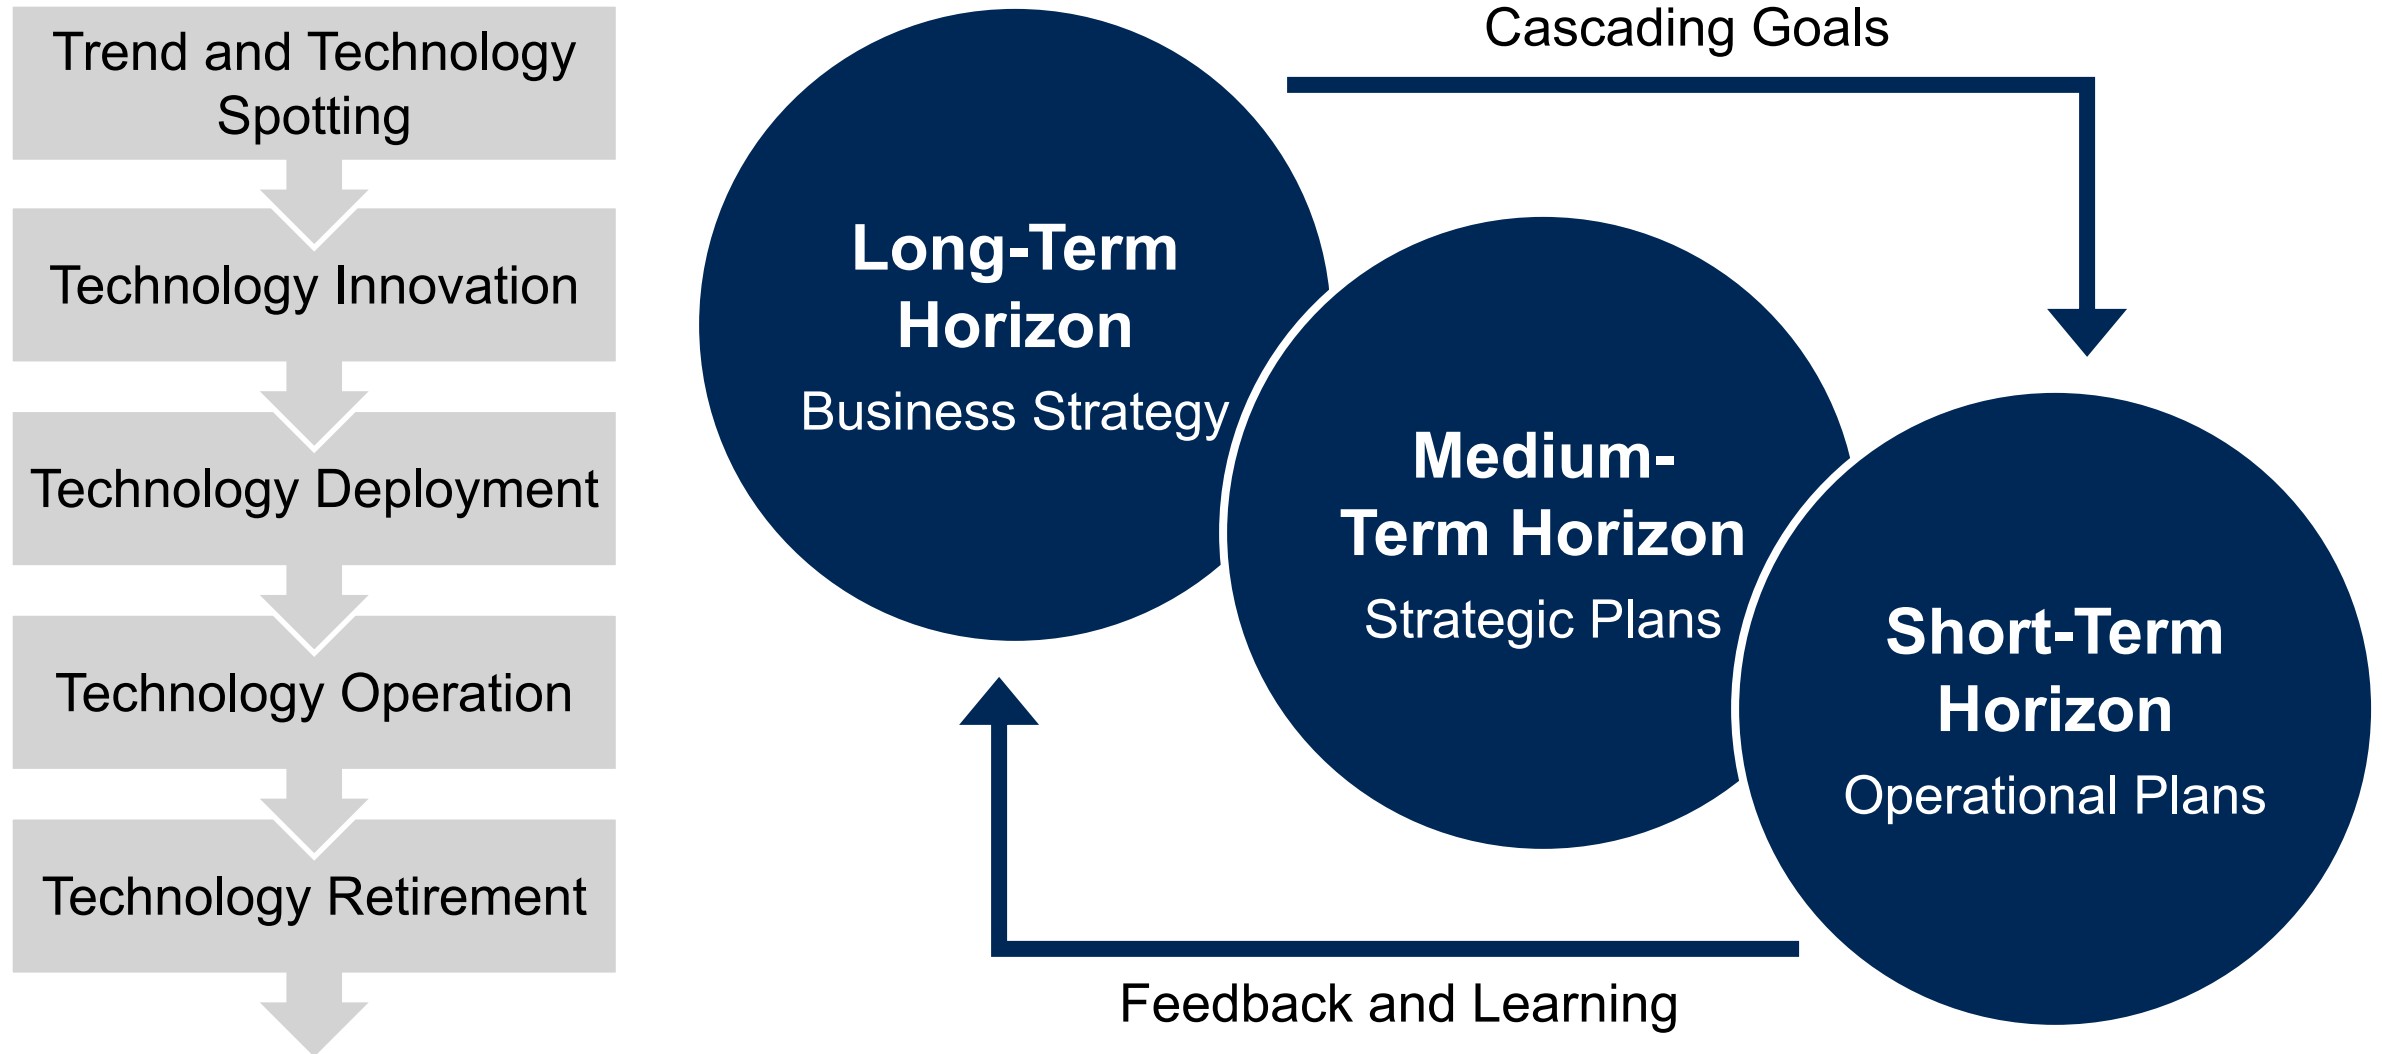 Trend and Technology
Spotting
Technology Innovation
Technology Deployment
Technology Operation
Technology Retirement
Cascading Goals
Long-Term
Horizon
Business Strategy
Medium-
Term Horizon
Strategic Plans
Short-Term
Horizon
Operational Plans
Feedback and Learning